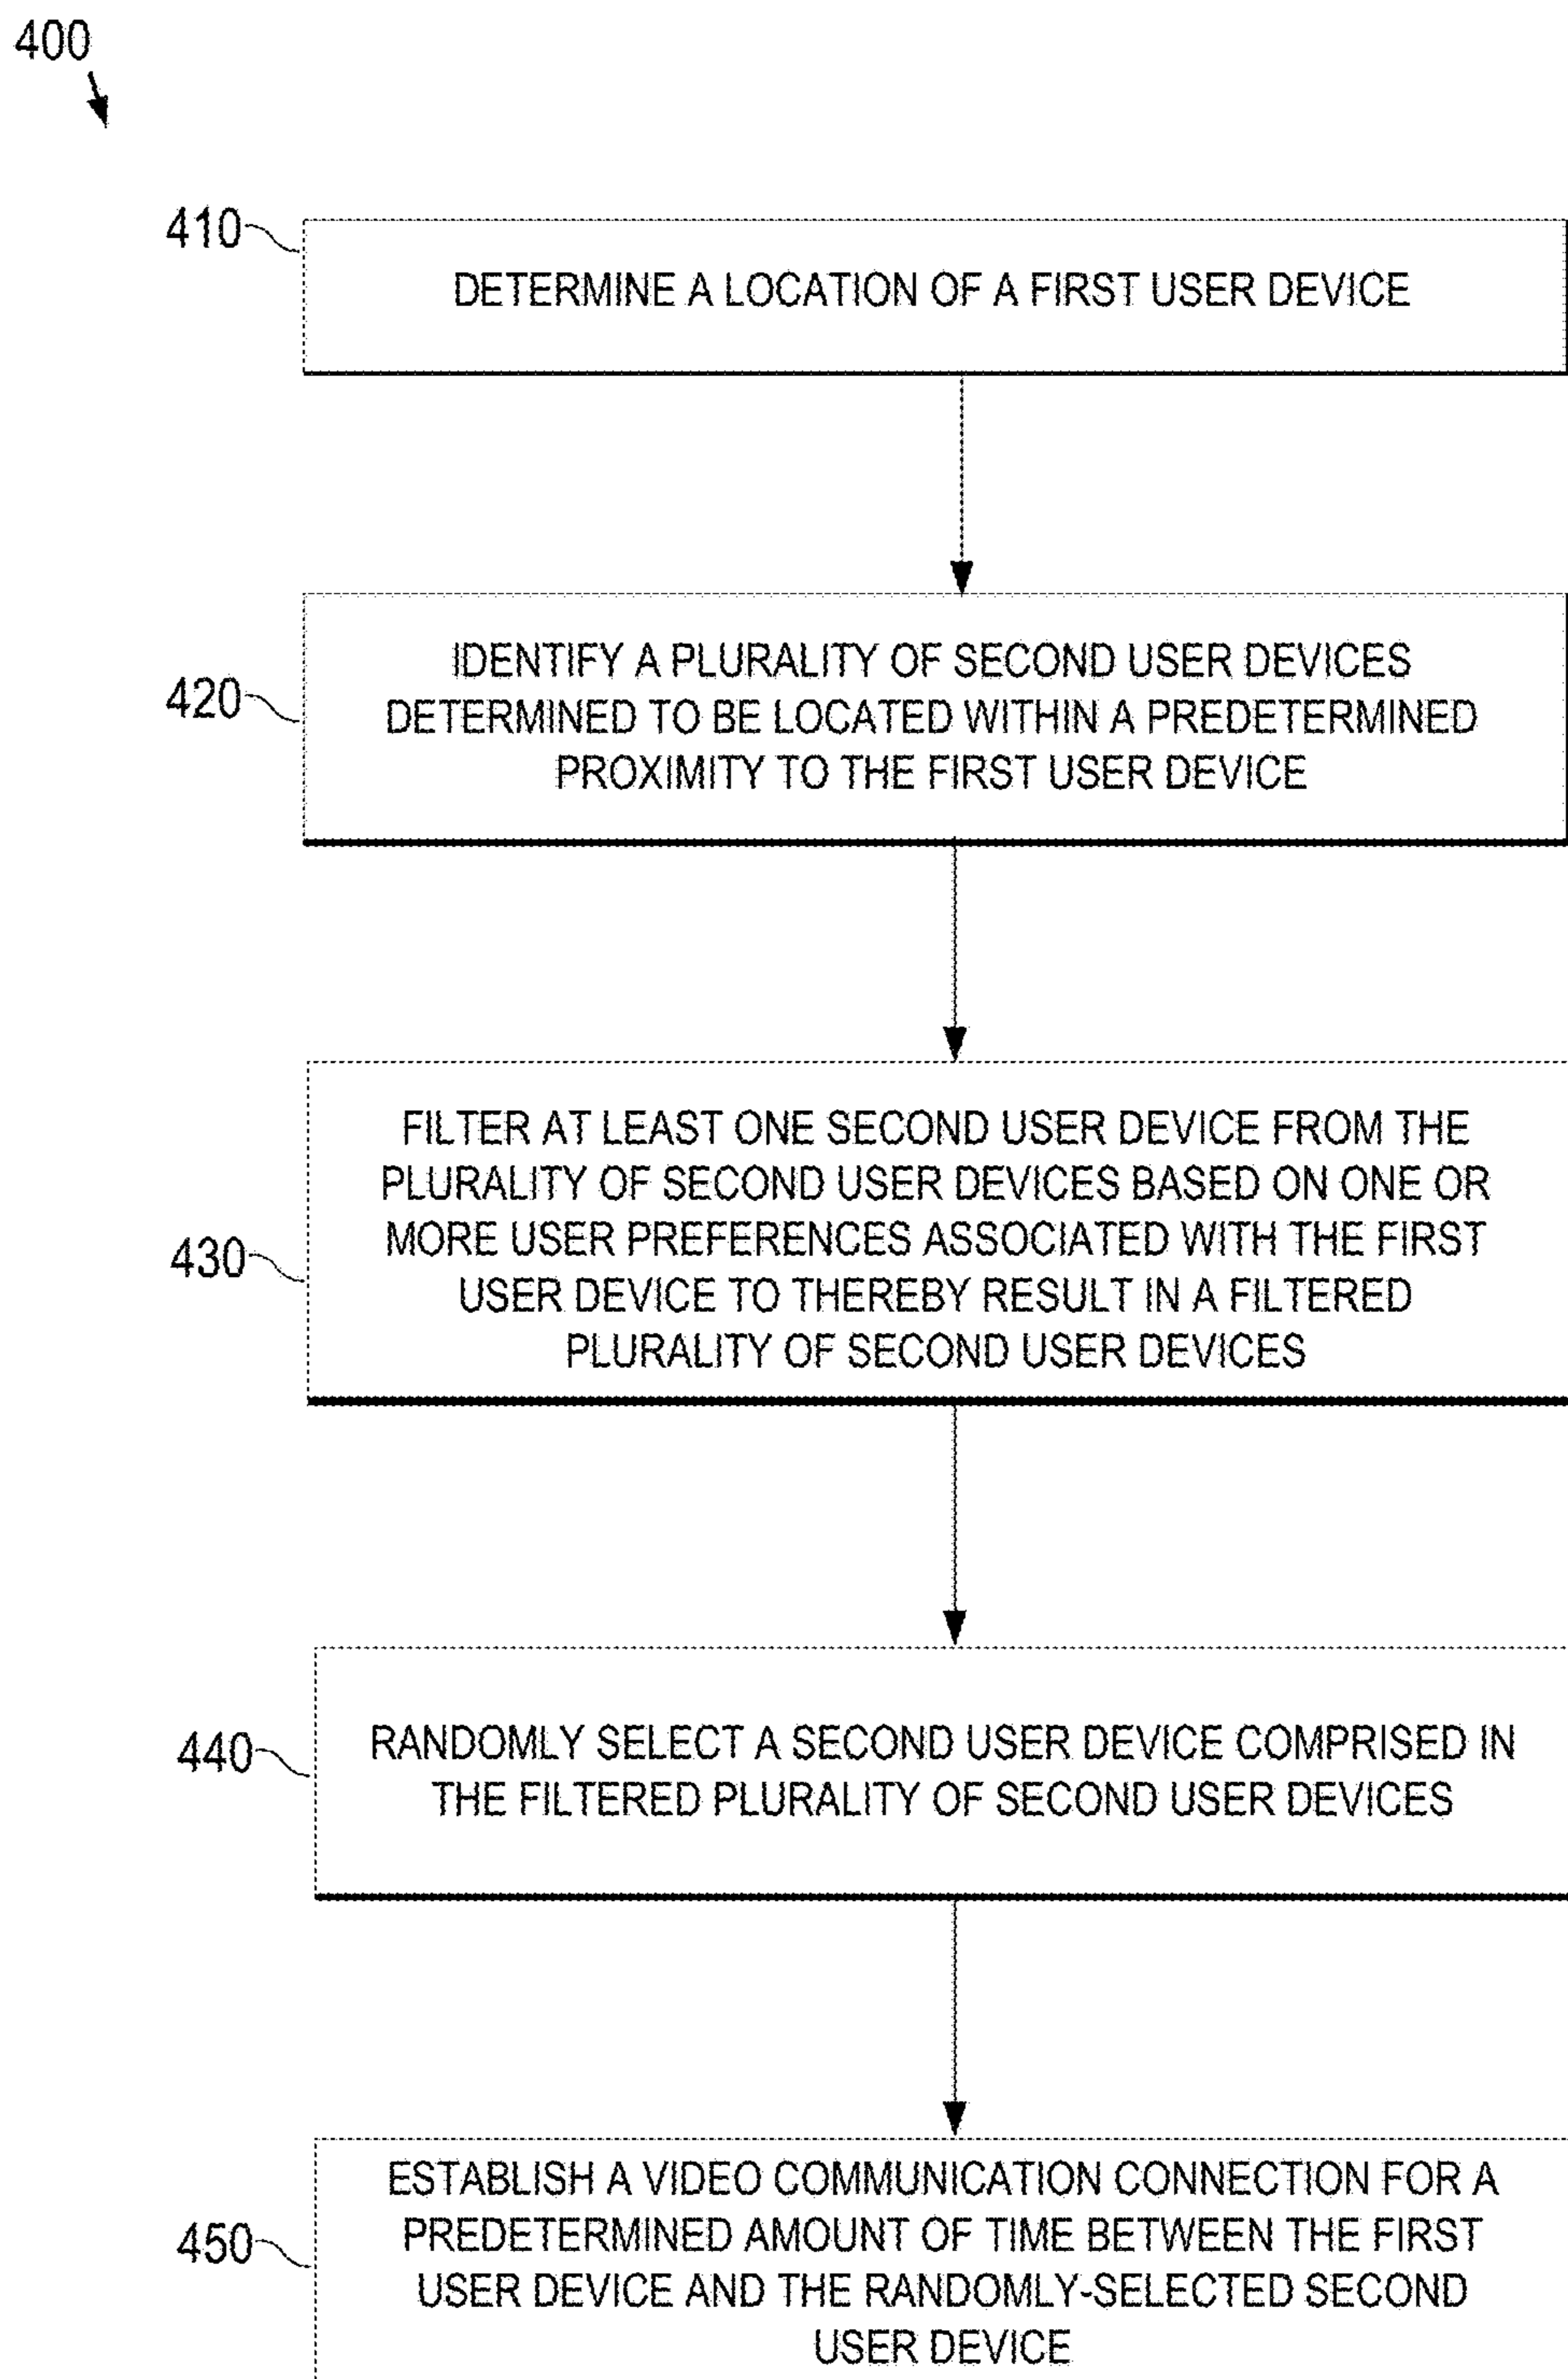 400
410
DETERMINE A LOCATION OF A FIRST USER DEVICE
420
IDENTIFY A PLURALITY OF SECOND USER DEVICES
DETERMINED TO BE LOCATED WITHIN A PREDETERMINED
PROXIMITY TO THE FIRST USER DEVICE
430
FILTER AT LEAST ONE SECOND USER DEVICE FROM THE
PLURALITY OF SECOND USER DEVICES BASED ON ONE OR
MORE USER PREFERENCES ASSOCIATED WITH THE FIRST
USER DEVICE TO THEREBY RESULT IN A FILTERED
PLURALITY OF SECOND USER DEVICES
440
RANDOMLY SELECT A SECOND USER DEVICE COMPRISED IN
THE FILTERED PLURALITY OF SECOND USER DEVICES
450
ESTABLISH A VIDEO COMMUNICATION CONNECTION FOR A
PREDETERMINED AMOUNT OF TIME BETWEEN THE FIRST
USER DEVICE AND THE RANDOMLY-SELECTED SECOND
USER DEVICE